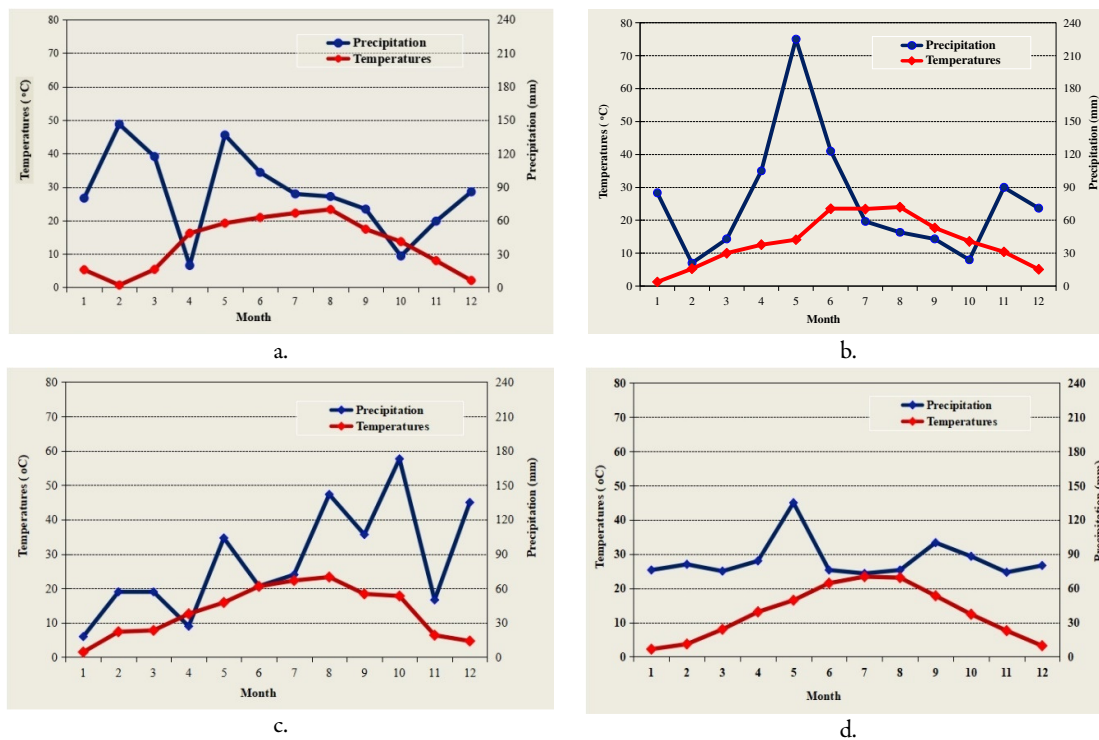 80
70
60
50
40
30
20
10
0
Temperatures ( °C)
240
210
180
150
120
90
60
30
0
Precipitation (mm)
Precipitation
Temperatures
1 2 3 4 5 6 7 8 9 10 11 12
Month
a.
80
70
60
50
40
30
20
10
0
Temperatures ( °C)
240
210
180
150
120
90
60
30
0
Precipitation (mm)
Precipitation
Temperatures
1 2 3 4 5 6 7 8 9 10 11 12
Month
b.
80
70
60
50
40
30
20
10
0
Temperatures ( oC)
240
210
180
150
120
90
60
30
0
Precipitation (mm)
Precipitation
Temperatures
1 2 3 4 5 6 7 8 9 10 11 12
Month
c.
80
70
60
50
40
30
20
10
0
Temperatures ( oC)
240
210
180
150
120
90
60
30
0
Precipitation (mm)
Precipitation
Temperatures
1 2 3 4 5 6 7 8 9 10 11 12
Month
d.